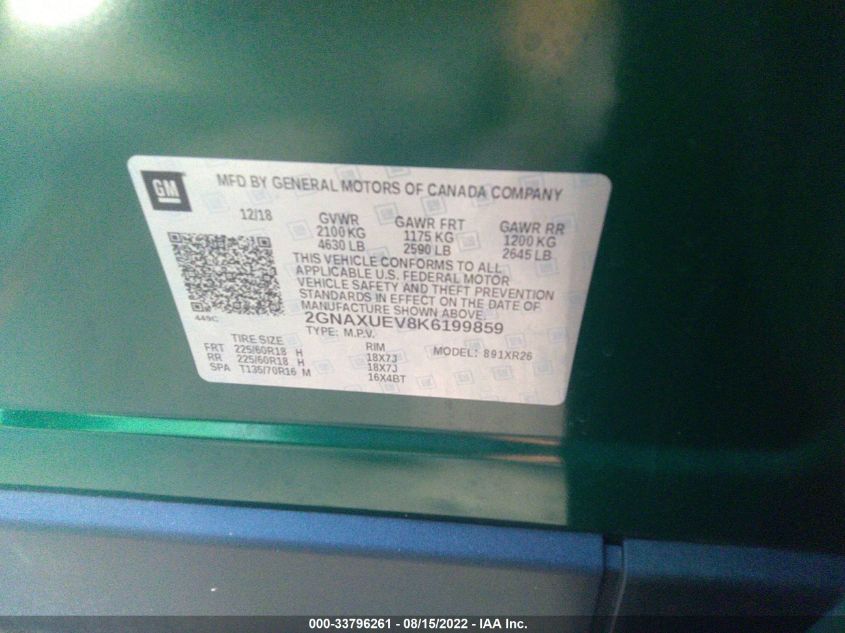 GM
MFD BY GENERAL MOTORS OF CANADA COMPANY
12/18 GVWR GAWR FRT GAWR RR
2100 KG 1175 KG 1200 KG
4630 LB 2590 LB 2645 LB
THIS VEHICLE CONFORMS TO ALL
APPLICABLE U.S. FEDERAL MOTOR
VEHICLE SAFETY AND THEFT PREVENTION
STANDARDS IN EFFECT ON THE DATE OF
MANUFACTURE SHOWN ABOVE.
449C 2GNAXUEV8K6199859
TYPE: M.P.V.
TIRE SIZE RIM MODEL: 891XR26
FRT 225/60R18 H 18X7J
RR 225/60R18 H 18X7J
SPA T135/70R16 M 16X4BT
000-33796261 - 08/15/2022 - IAA Inc.